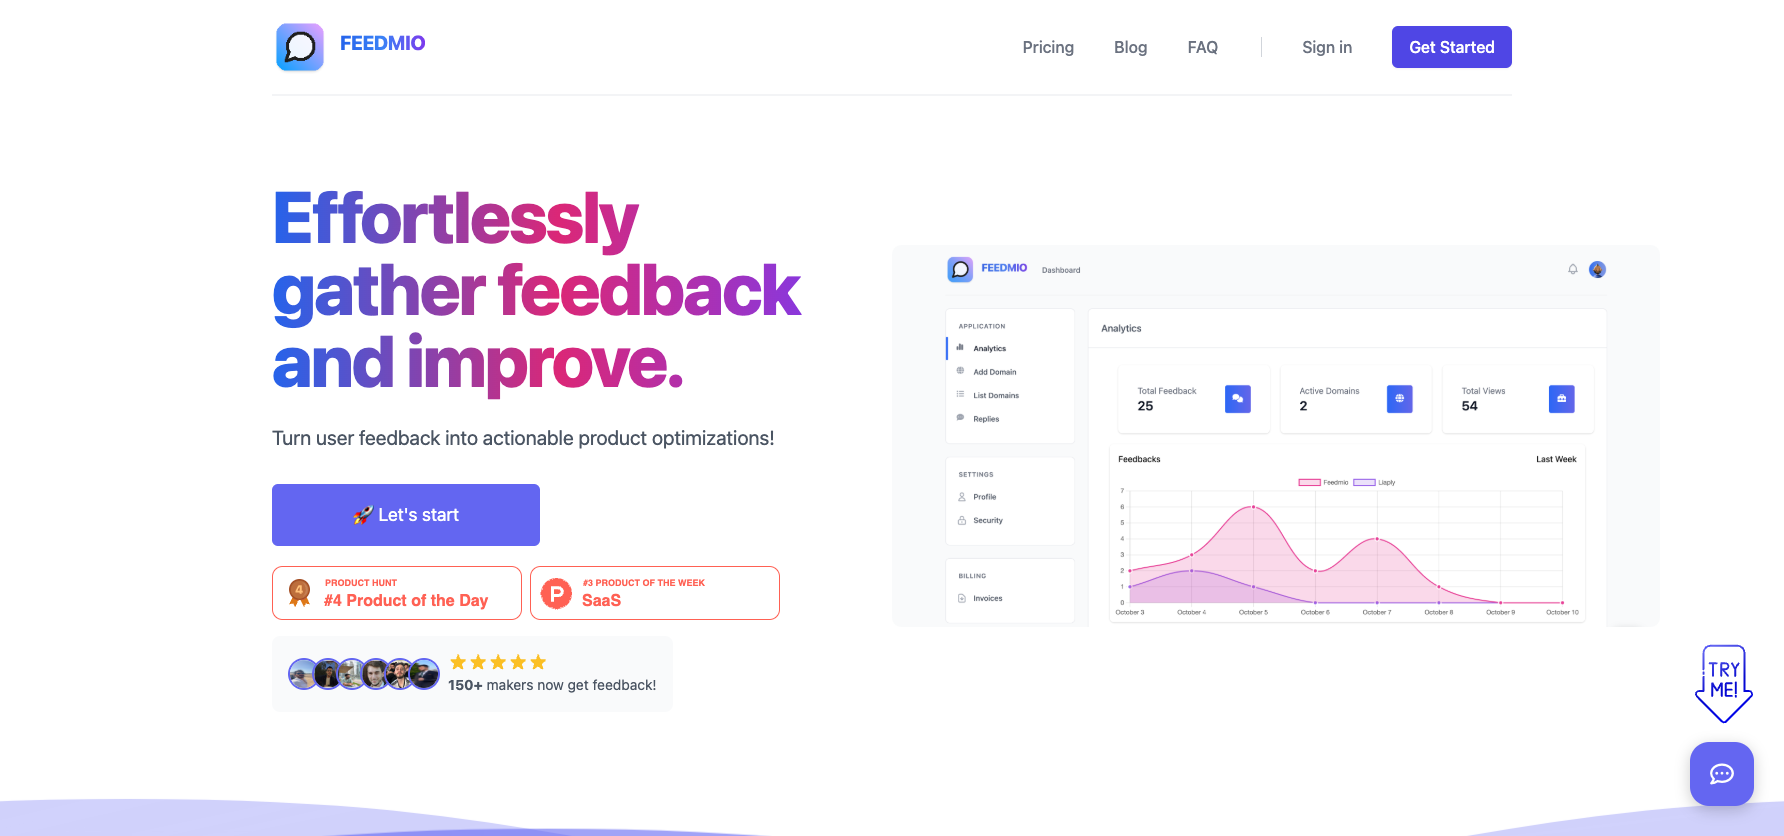 FEEDMIO
Pricing
Blog
FAQ
Sign in
Get Started
Effortlessly
gather feedback
and improve.
Turn user feedback into actionable product optimizations!
🚀 Let's start
4
PRODUCT HUNT
#4 Product of the Day
P
#3 PRODUCT OF THE WEEK
SaaS
150+ makers now get feedback!
FEEDMIO
Dashboard
APPLICATION
Analytics
Add Domain
List Domains
Replies
SETTINGS
Profile
Security
BILLING
Invoices
Analytics
Total Feedback
25
Active Domains
2
Total Views
54
Feedbacks
Last Week
Feedmio
Liaply
7
6
5
4
3
2
1
0
October 3
October 4
October 5
October 6
October 7
October 8
October 9
October 10
TRY
ME!